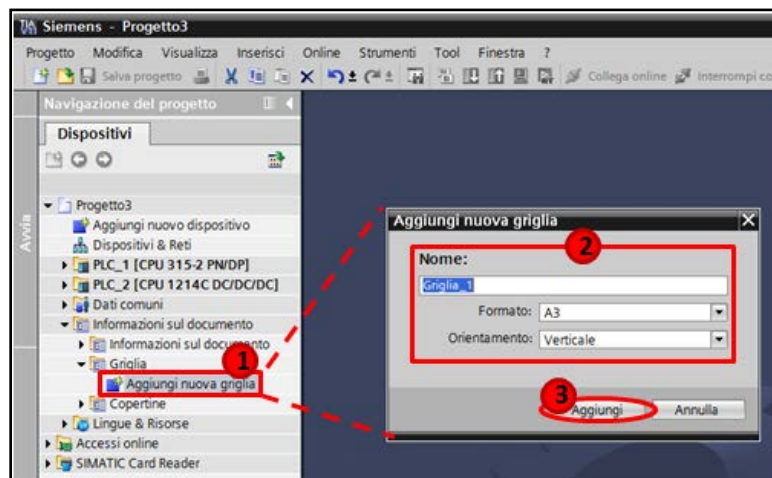 Siemens - Progetto3
Progetto Modifica Visualizza Inserisci Online Strumenti Tool Finestra ?
Salva progetto Collega online Interrompi co
Navigazione del progetto
Dispositivi
Avvia
Progetto3
Aggiungi nuovo dispositivo
Dispositivi & Reti
PLC_1 [CPU 315-2 PN/DP]
PLC_2 [CPU 1214C DC/DC/DC]
Dati comuni
Informazioni sul documento
Informazioni sul documento
Griglia
1
Aggiungi nuova griglia
Copertine
Lingue & Risorse
Accessi online
SIMATIC Card Reader
Aggiungi nuova griglia
2
Nome:
Griglia_1
Formato: A3
Orientamento: Verticale
3
Aggiungi Annulla